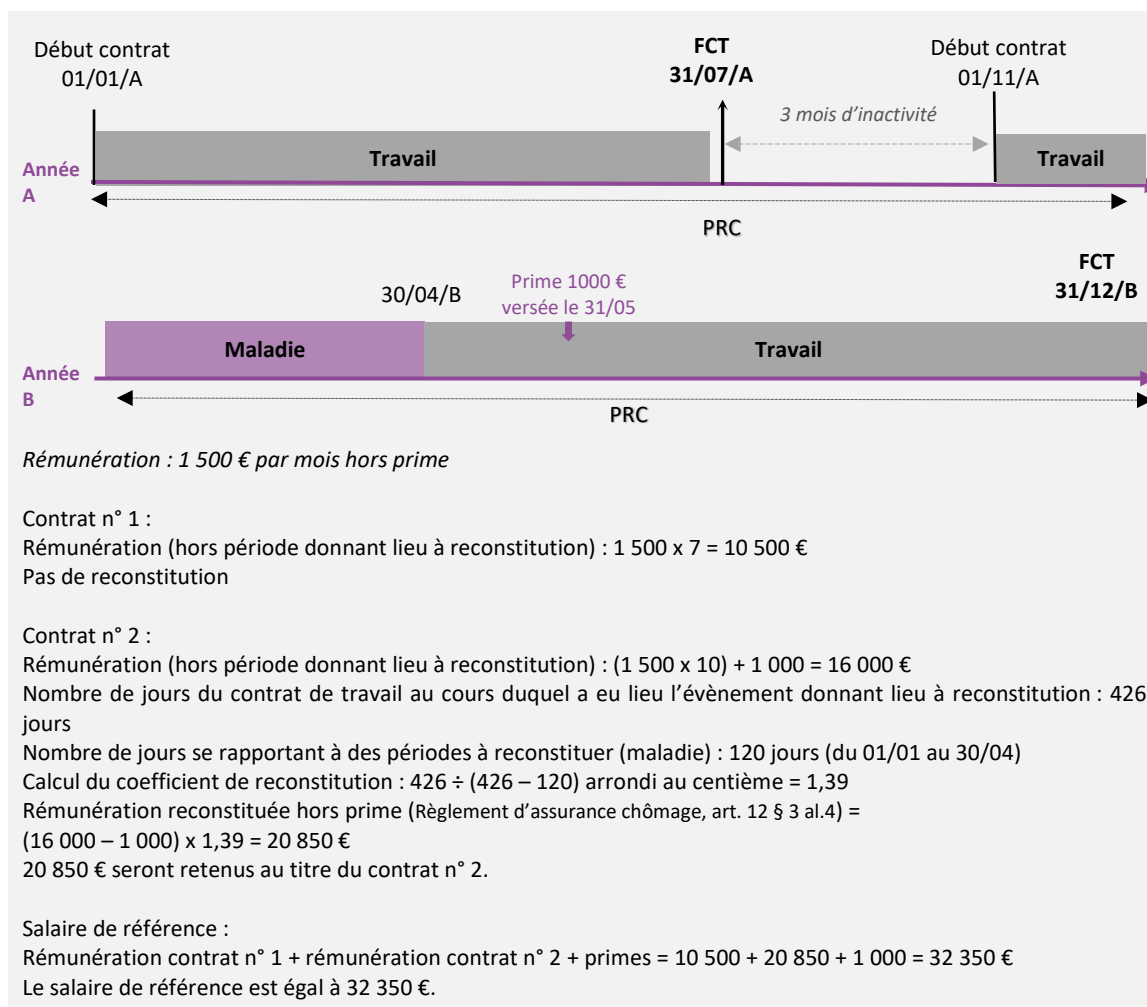 Début contrat
01/01/A
FCT
31/07/A
Début contrat
01/11/A
3 mois d’inactivité
Travail
Travail
Année
A
PRC
30/04/B
Prime 1000 €
versée le 31/05
FCT
31/12/B
Maladie
Travail
Année
B
PRC
Rémunération : 1 500 € par mois hors prime
Contrat n° 1 :
Rémunération (hors période donnant lieu à reconstitution) : 1 500 x 7 = 10 500 €
Pas de reconstitution
Contrat n° 2 :
Rémunération (hors période donnant lieu à reconstitution) : (1 500 x 10) + 1 000 = 16 000 €
Nombre de jours du contrat de travail au cours duquel a eu lieu l’évènement donnant lieu à reconstitution : 426
jours
Nombre de jours se rapportant à des périodes à reconstituer (maladie) : 120 jours (du 01/01 au 30/04)
Calcul du coefficient de reconstitution : 426 ÷ (426 – 120) arrondi au centième = 1,39
Rémunération reconstituée hors prime (Règlement d’assurance chômage, art. 12 § 3 al.4) =
(16 000 – 1 000) x 1,39 = 20 850 €
20 850 € seront retenus au titre du contrat n° 2.
Salaire de référence :
Rémunération contrat n° 1 + rémunération contrat n° 2 + primes = 10 500 + 20 850 + 1 000 = 32 350 €
Le salaire de référence est égal à 32 350 €.